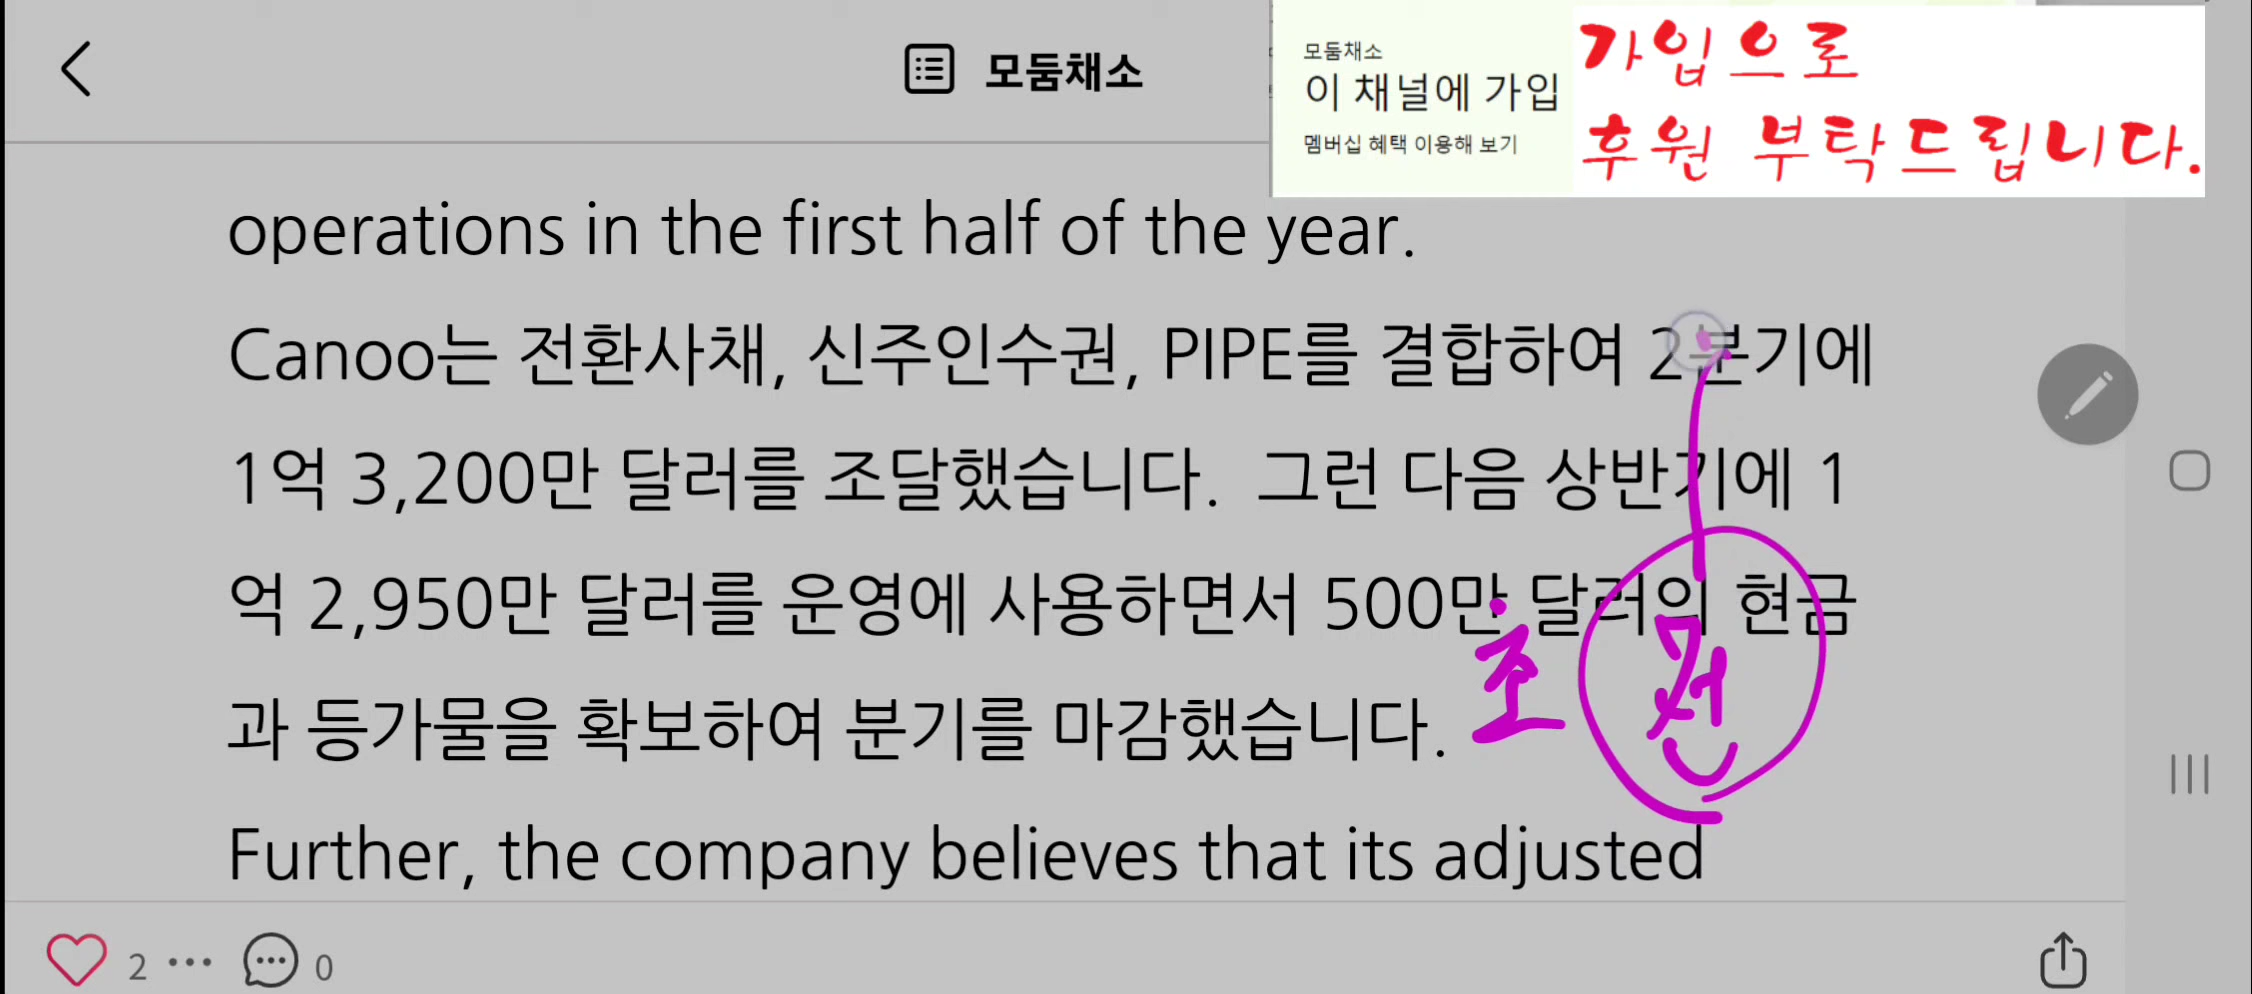 모둠채소
모둠채소
이 채널에 가입
멤버십 혜택 이용해 보기
가입으로
후원 부탁드립니다.
operations in the first half of the year.
Canoo는 전환사채, 신주인수권, PIPE를 결합하여 2분기에
1억 3,200만 달러를 조달했습니다. 그런 다음 상반기에 1
억 2,950만 달러를 운영에 사용하면서 500만 달러의 현금
과 등가물을 확보하여 분기를 마감했습니다.
Further, the company believes that its adjusted
2 0